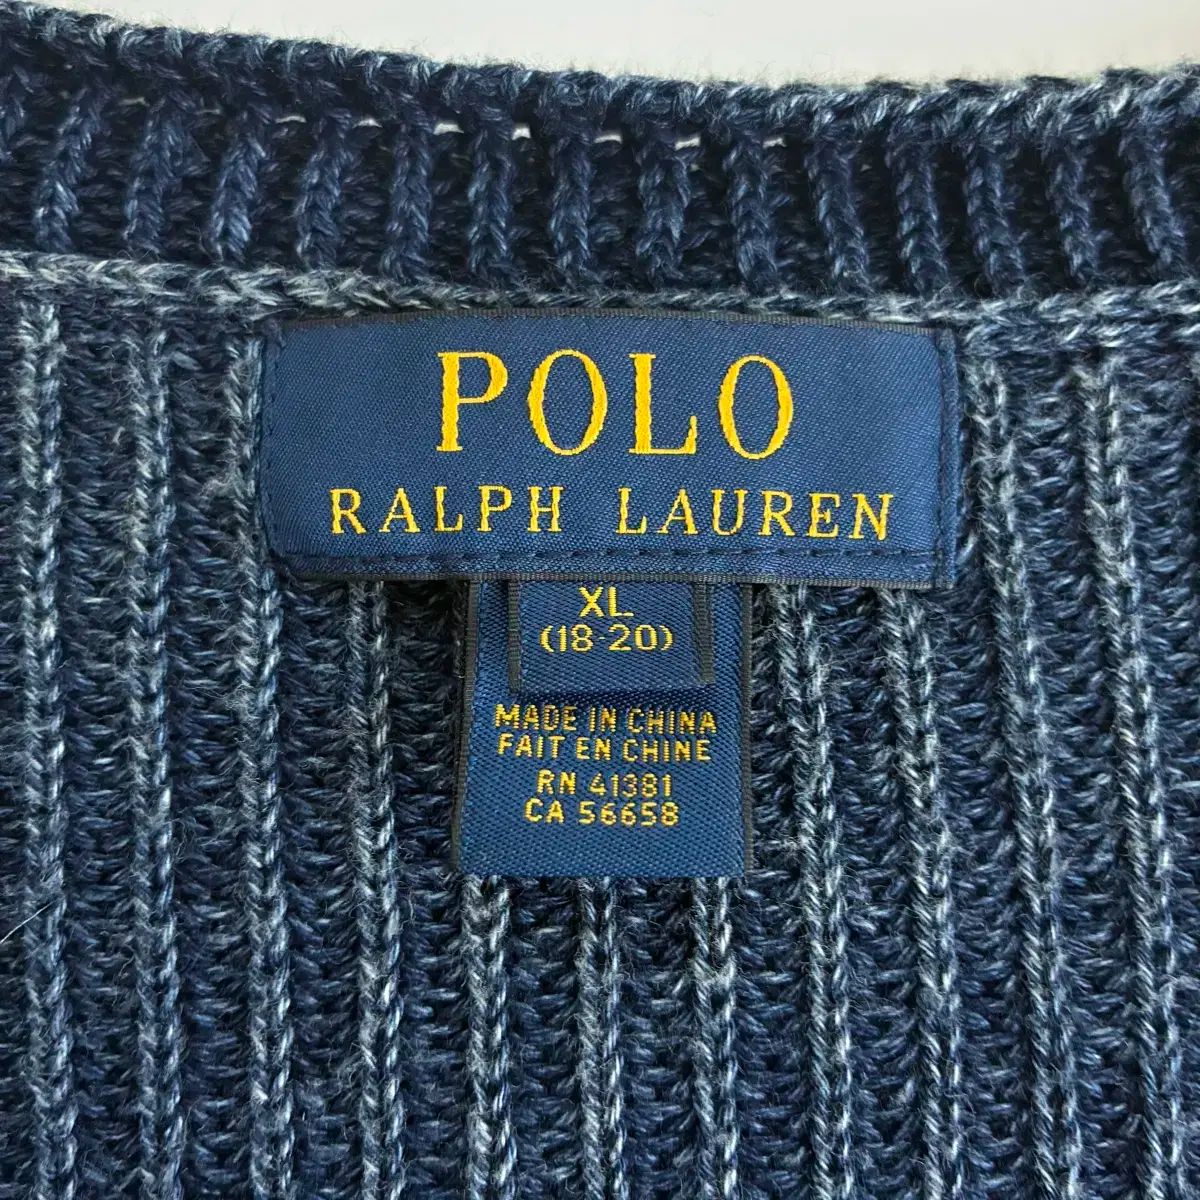 POLO
RALPH LAUREN
XL
(18-20)
MADE IN CHINA
FAIT EN CHINE
RN 41381
CA 56658